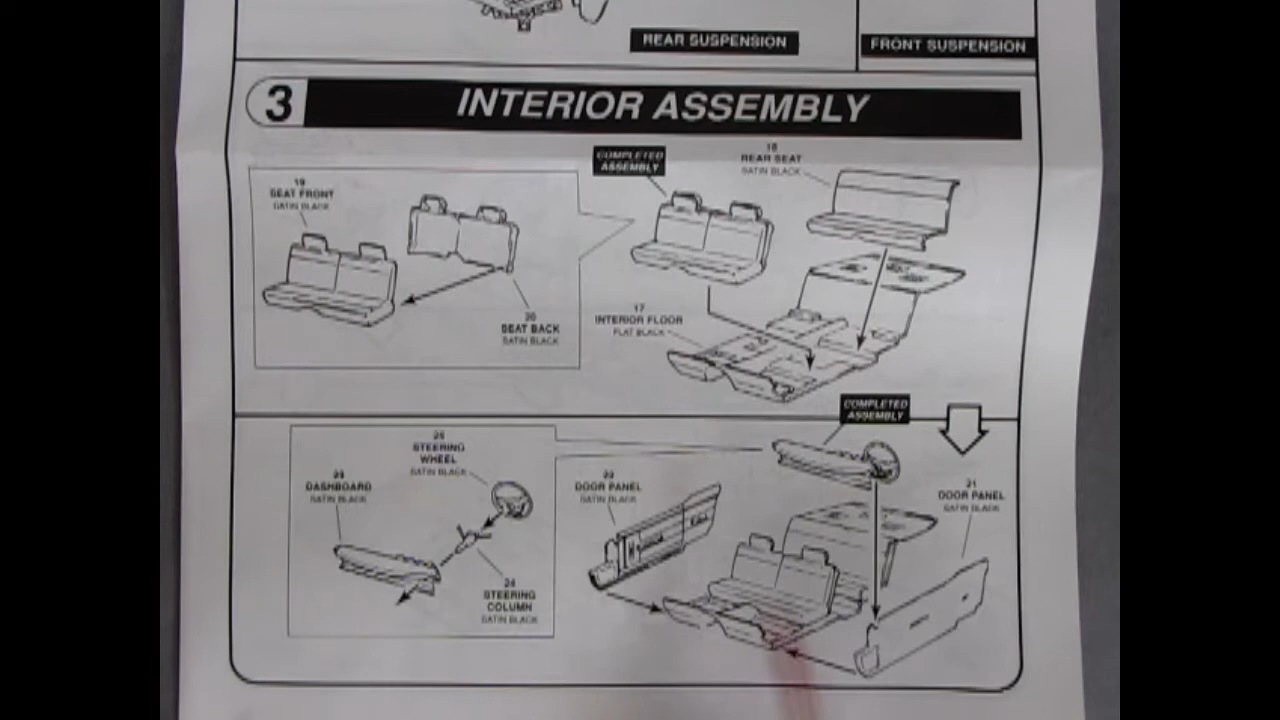 REAR SUSPENSION
FRONT SUSPENSION
3
INTERIOR ASSEMBLY
19
SEAT FRONT
SATIN BLACK
20
SEAT BACK
SATIN BLACK
COMPLETED
ASSEMBLY
18
REAR SEAT
SATIN BLACK
17
INTERIOR FLOOR
FLAT BLACK
23
DASHBOARD
SATIN BLACK
25
STEERING
WHEEL
SATIN BLACK
24
STEERING
COLUMN
SATIN BLACK
22
DOOR PANEL
SATIN BLACK
COMPLETED
ASSEMBLY
21
DOOR PANEL
SATIN BLACK